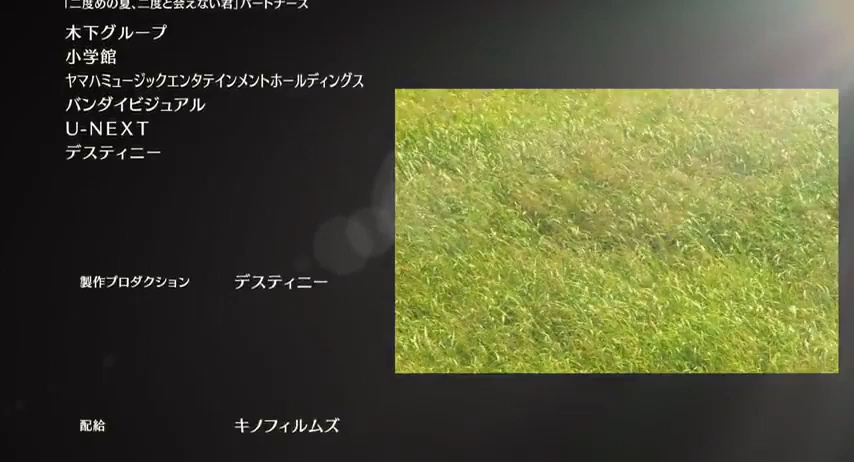 「二度めの夏、二度と会えない君」パートナーズ
木下グループ
小学館
ヤマハミュージックエンタテインメントホールディングス
バンダイビジュアル
U-NEXT
デスティニー
製作プロダクション デスティニー
配給 キノフィルムズ